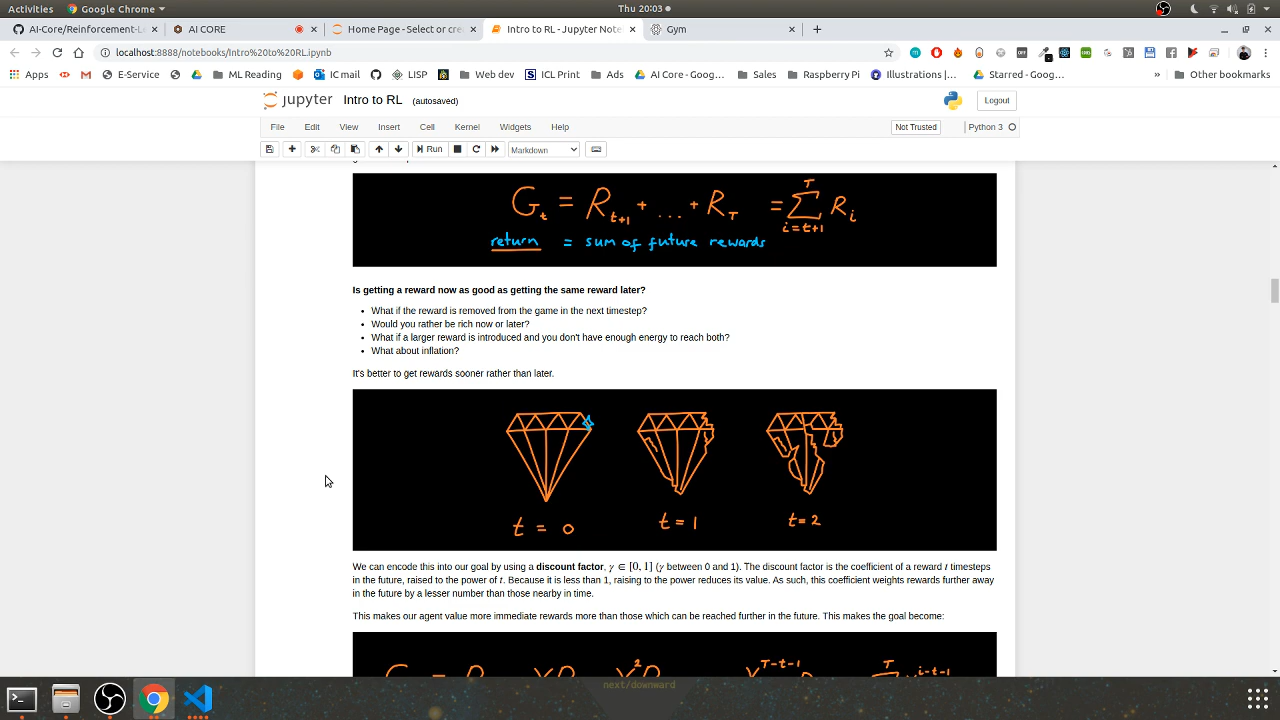 Activities
Google Chrome
Thu 20:03
AI-Core/Reinforcement-L
AI CORE
Home Page - Select or cre
Intro to RL - Jupyter Note
Gym
localhost:8888/notebooks/Intro%20to%20RL.ipynb
Apps
E-Service
ML Reading
IC mail
LISP
Web dev
ICL Print
Ads
AI Core - Goog...
Sales
Raspberry Pi
Illustrations |...
Starred - Goog...
»
Other bookmarks
jupyter
Intro to RL
(autosaved)
Logout
File
Edit
View
Insert
Cell
Kernel
Widgets
Help
Not Trusted
Python 3
Run
Markdown
G_t = R_{t+1} + ... + R_T = \sum_{i=t+1}^{T} R_i
return = sum of future rewards
Is getting a reward now as good as getting the same reward later?
• What if the reward is removed from the game in the next timestep?
• Would you rather be rich now or later?
• What if a larger reward is introduced and you don't have enough energy to reach both?
• What about inflation?
It's better to get rewards sooner rather than later.
t = 0
t = 1
t = 2
We can encode this into our goal by using a discount factor, γ ∈ [0, 1] (γ between 0 and 1). The discount factor is the coefficient of a reward t timesteps
in the future, raised to the power of t. Because it is less than 1, raising to the power reduces its value. As such, this coefficient weights rewards further away
in the future by a lesser number than those nearby in time.
This makes our agent value more immediate rewards more than those which can be reached further in the future. This makes the goal become:
next/downward